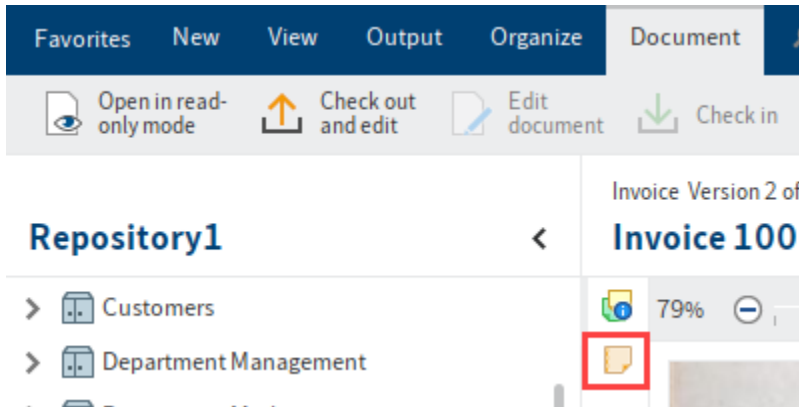 Favorites New View Output Organize Document
Open in read- Check out Edit Check in
only mode and edit document
Invoice Version 2 of
Repository1 Invoice 100
Customers 79%
Department Management